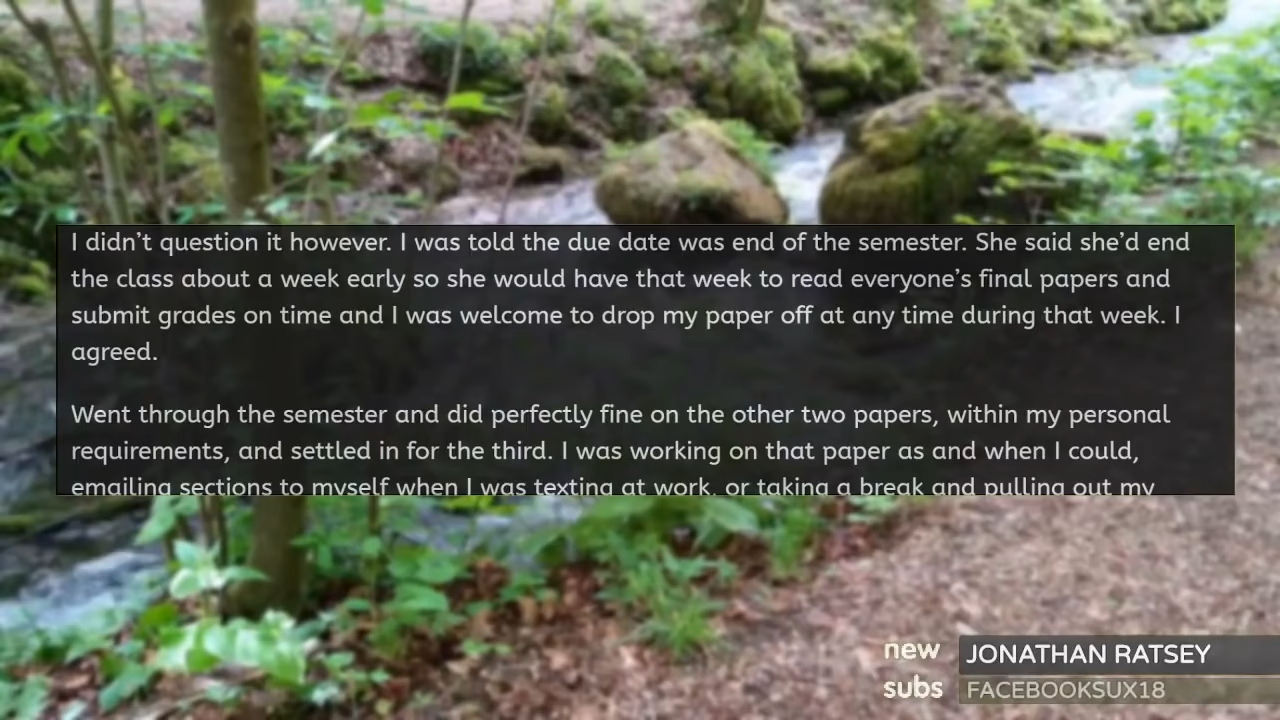 I didn’t question it however. I was told the due date was end of the semester. She said she’d end
the class about a week early so she would have that week to read everyone’s final papers and
submit grades on time and I was welcome to drop my paper off at any time during that week. I
agreed.
Went through the semester and did perfectly fine on the other two papers, within my personal
requirements, and settled in for the third. I was working on that paper as and when I could,
emailing sections to myself when I was texting at work, or taking a break and pulling out my
new JONATHAN RATSEY
subs FACEBOOKSUX18